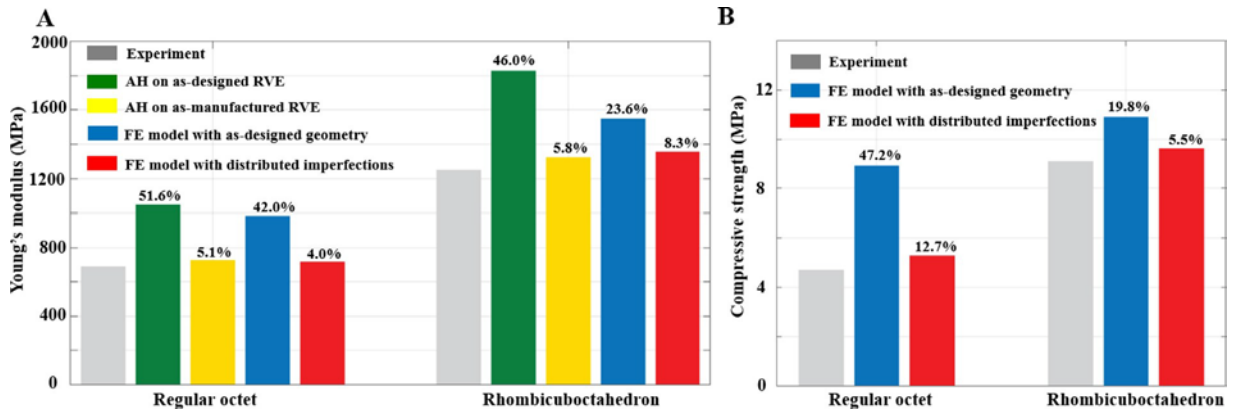 A
Young's modulus (MPa)
2000
1600
1200
800
400
0
Experiment
AH on as-designed RVE
AH on as-manufactured RVE
FE model with as-designed geometry
FE model with distributed imperfections
51.6%
5.1%
42.0%
4.0%
46.0%
5.8%
23.6%
8.3%
Regular octet
Rhombicuboctahedron
B
Compressive strength (MPa)
12
8
4
0
Experiment
FE model with as-designed geometry
FE model with distributed imperfections
47.2%
12.7%
19.8%
5.5%
Regular octet
Rhombicuboctahedron